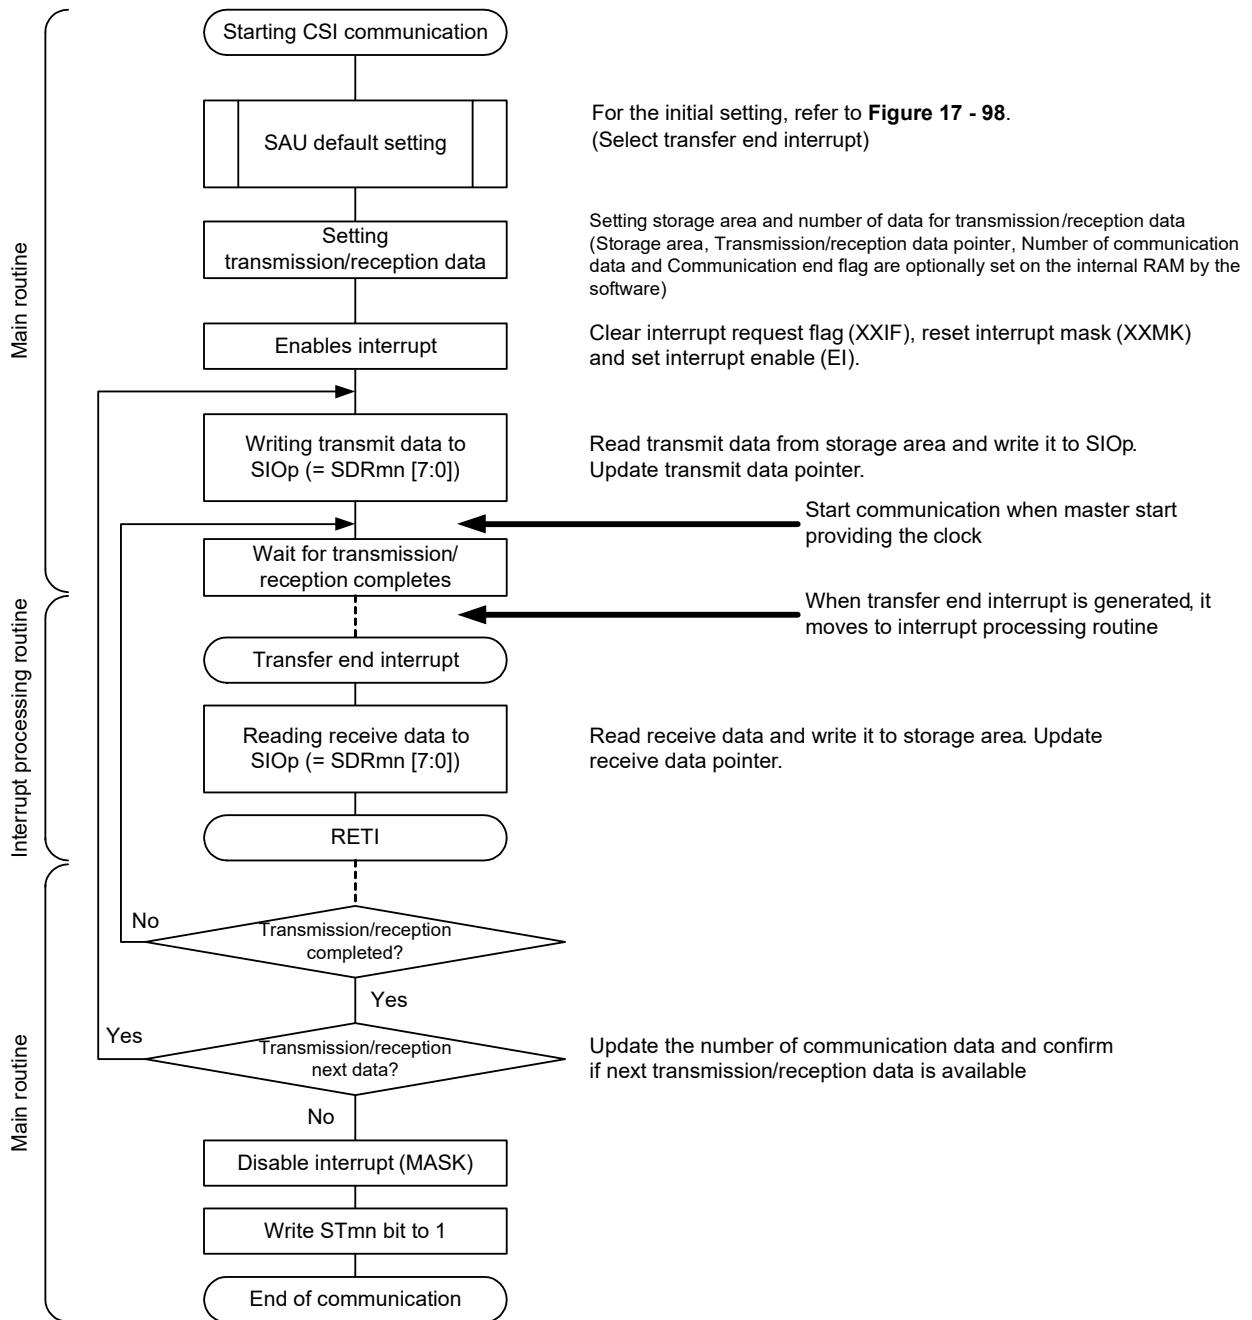 Starting CSI communication
SAU default setting
For the initial setting, refer to Figure 17 - 98.
(Select transfer end interrupt)
Setting
transmission/reception data
Setting storage area and number of data for transmission/reception data
(Storage area, Transmission/reception data pointer, Number of communication
data and Communication end flag are optionally set on the internal RAM by the
software)
Main routine
Enables interrupt
Clear interrupt request flag (XXIF), reset interrupt mask (XXMK)
and set interrupt enable (EI).
Writing transmit data to
SIOp (= SDRmn [7:0])
Read transmit data from storage area and write it to SIOp.
Update transmit data pointer.
Start communication when master start
providing the clock
Wait for transmission/
reception completes
When transfer end interrupt is generated, it
moves to interrupt processing routine
Interrupt processing routine
Transfer end interrupt
Reading receive data to
SIOp (= SDRmn [7:0])
Read receive data and write it to storage area. Update
receive data pointer.
RETI
No
Transmission/reception
completed?
Yes
Main routine
Yes
Transmission/reception
next data?
Update the number of communication data and confirm
if next transmission/reception data is available
No
Disable interrupt (MASK)
Write STmn bit to 1
End of communication